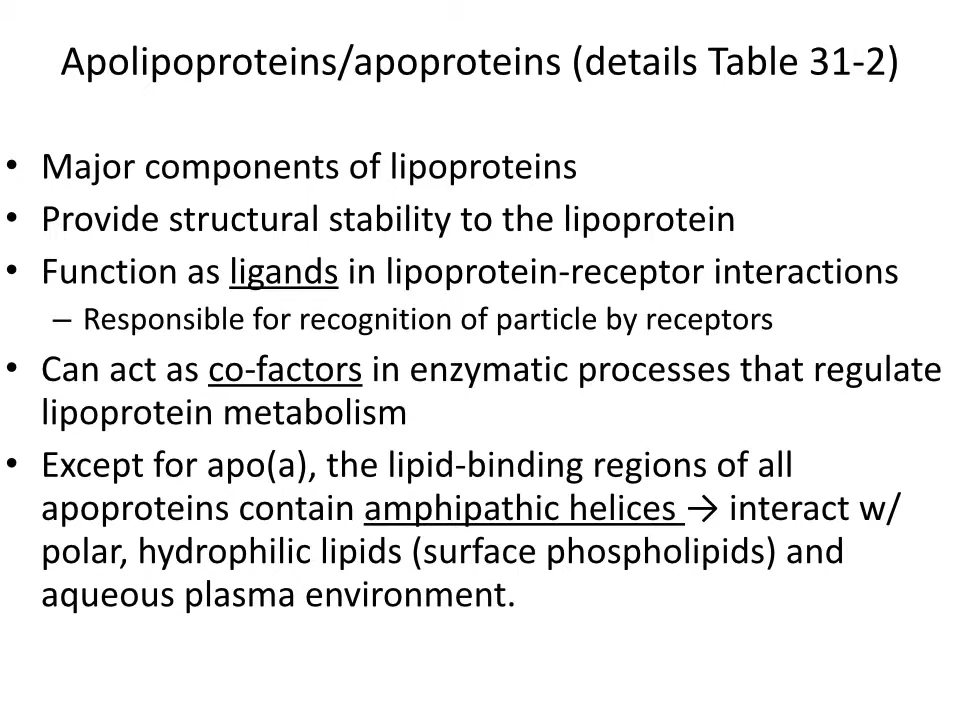 Apolipoproteins/apoproteins (details Table 31-2)
• Major components of lipoproteins
• Provide structural stability to the lipoprotein
• Function as ligands in lipoprotein-receptor interactions
– Responsible for recognition of particle by receptors
• Can act as co-factors in enzymatic processes that regulate
lipoprotein metabolism
• Except for apo(a), the lipid-binding regions of all
apoproteins contain amphipathic helices → interact w/
polar, hydrophilic lipids (surface phospholipids) and
aqueous plasma environment.